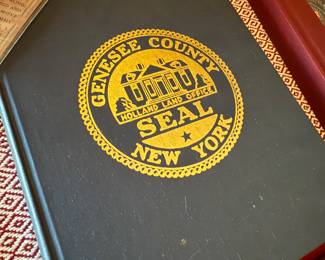 GENESEE COUNTY
HOLLAND LAND OFFICE
SEAL
NEW YORK